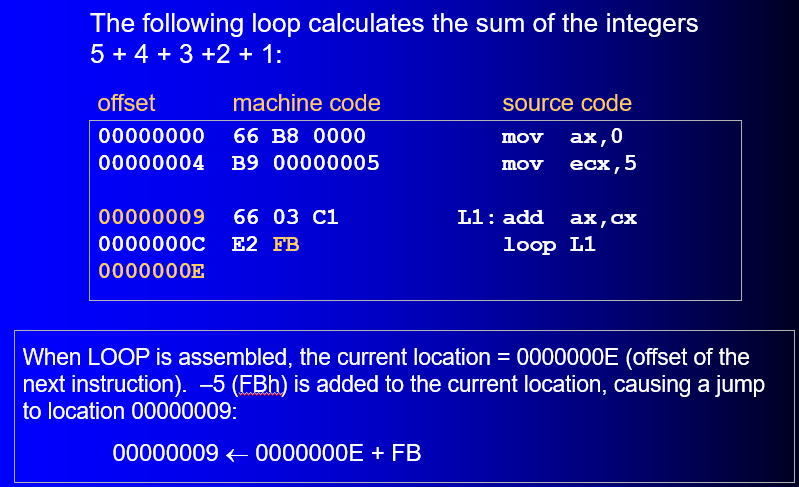 The following loop calculates the sum of the integers
5 + 4 + 3 +2 + 1:
offset machine code source code
00000000 66 B8 0000 mov ax,0
00000004 B9 00000005 mov ecx,5
00000009 66 03 C1 L1: add ax,cx
0000000C E2 FB loop L1
0000000E
When LOOP is assembled, the current location = 0000000E (offset of the
next instruction). –5 (FBh) is added to the current location, causing a jump
to location 00000009:
00000009 ← 0000000E + FB